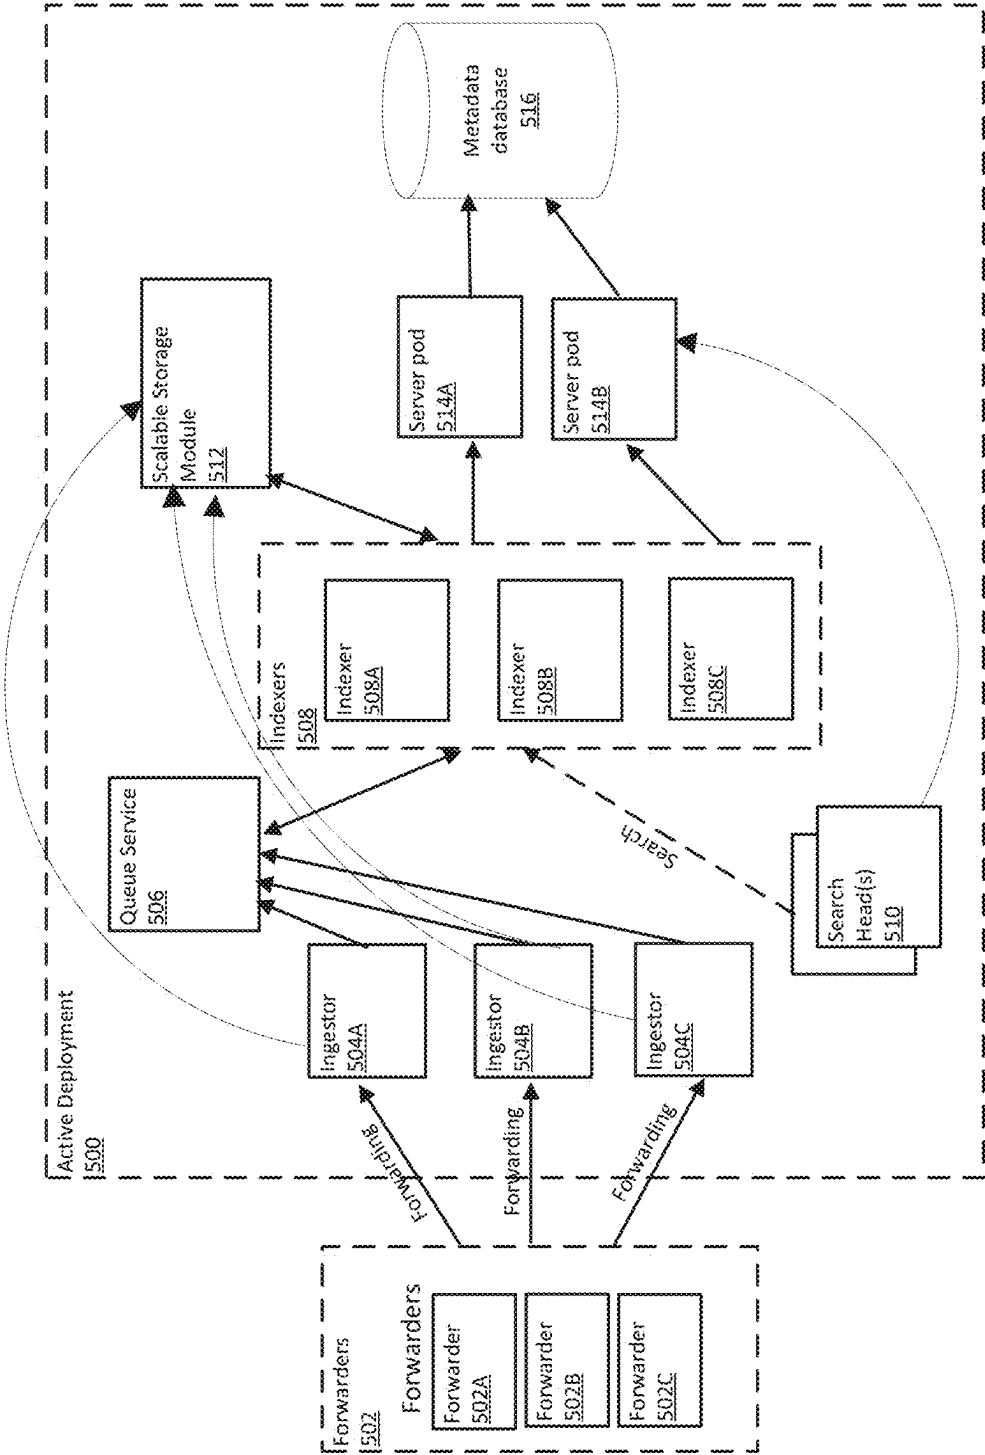 Active Deployment
500
Forwarders
502
Forwarders
Forwarder
502A
Forwarder
502B
Forwarder
502C
Forwarding
Forwarding
Forwarding
Ingestor
504A
Ingestor
504B
Ingestor
504C
Queue Service
506
Search
Search
Head(s)
510
Indexers
508
Indexer
508A
Indexer
508B
Indexer
508C
Scalable Storage
Module
512
Server pod
514A
Server pod
514B
Metadata
database
516